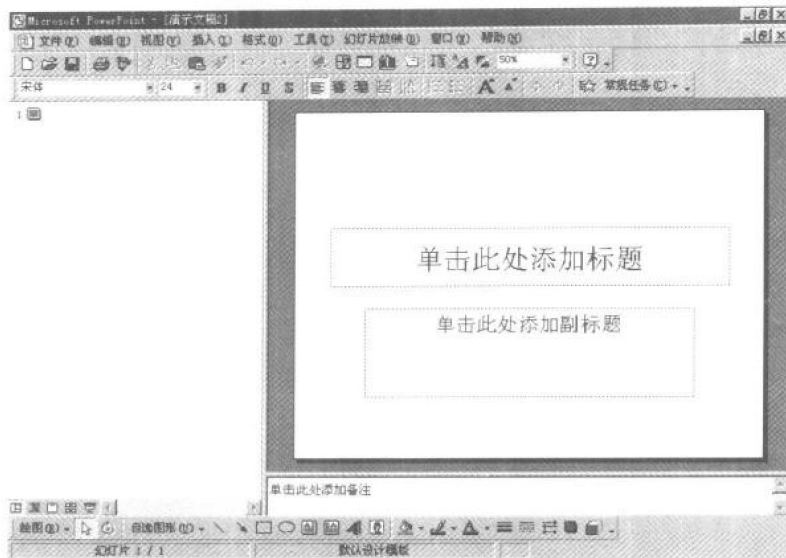 Microsoft PowerPoint - [演示文稿2]
文件(F) 编辑(E) 视图(V) 插入(I) 格式(O) 工具(T) 幻灯片放映(D) 窗口(W) 帮助(H)
50%
宋体 24 B I U S A A 常规任务(C)
1
单击此处添加标题
单击此处添加副标题
单击此处添加备注
绘图(R) 自选图形(U) A
幻灯片 1 / 1 默认设计模板